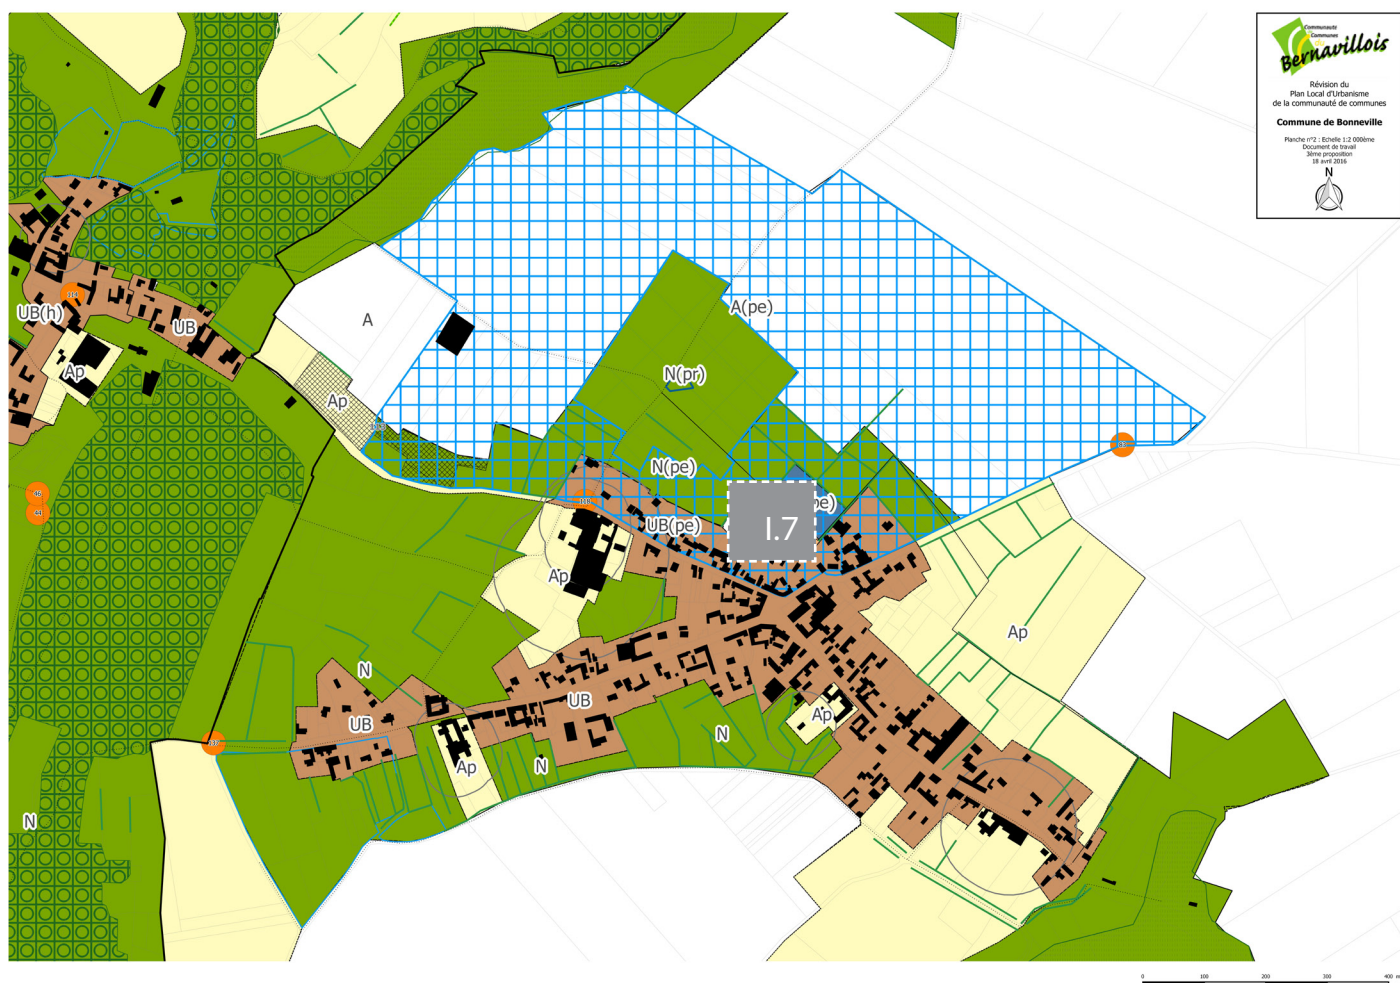 Communauté
Communes
Bernavillois
Révision du
Plan Local d'Urbanisme
de la communauté de communes
Commune de Bonneville
Planche n°2 : Echelle 1:2 000ème
Document de travail
3ème proposition
18 avril 2016
N
A(pe)
UB(h)
UB
A
Ap
N(pr)
Ap
N(pe)
46
44
pe)
UB(pe)
I.7
Ap
Ap
N
UB
UB
Ap
N
Ap
N
137
N
0 100 200 300 400 m